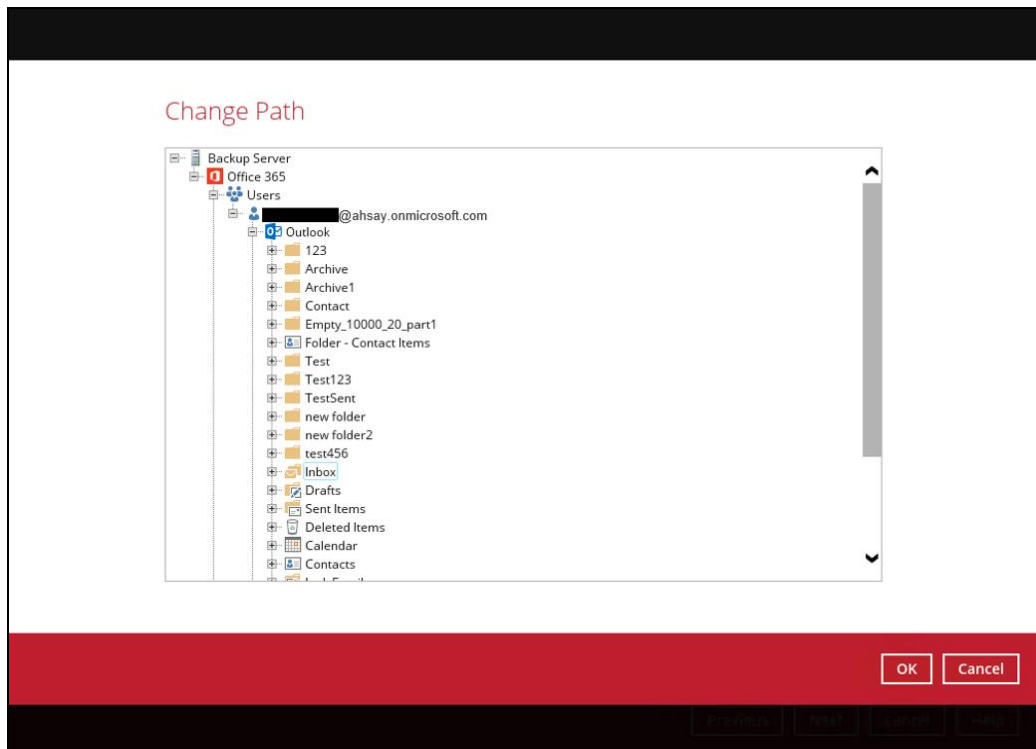 Change Path
Backup Server
Office 365
Users
@ahsay.onmicrosoft.com
Outlook
123
Archive
Archive1
Contact
Empty_10000_20_part1
Folder - Contact Items
Test
Test123
TestSent
new folder
new folder2
test456
Inbox
Drafts
Sent Items
Deleted Items
Calendar
Contacts
OK Cancel
Previous Next Cancel Help